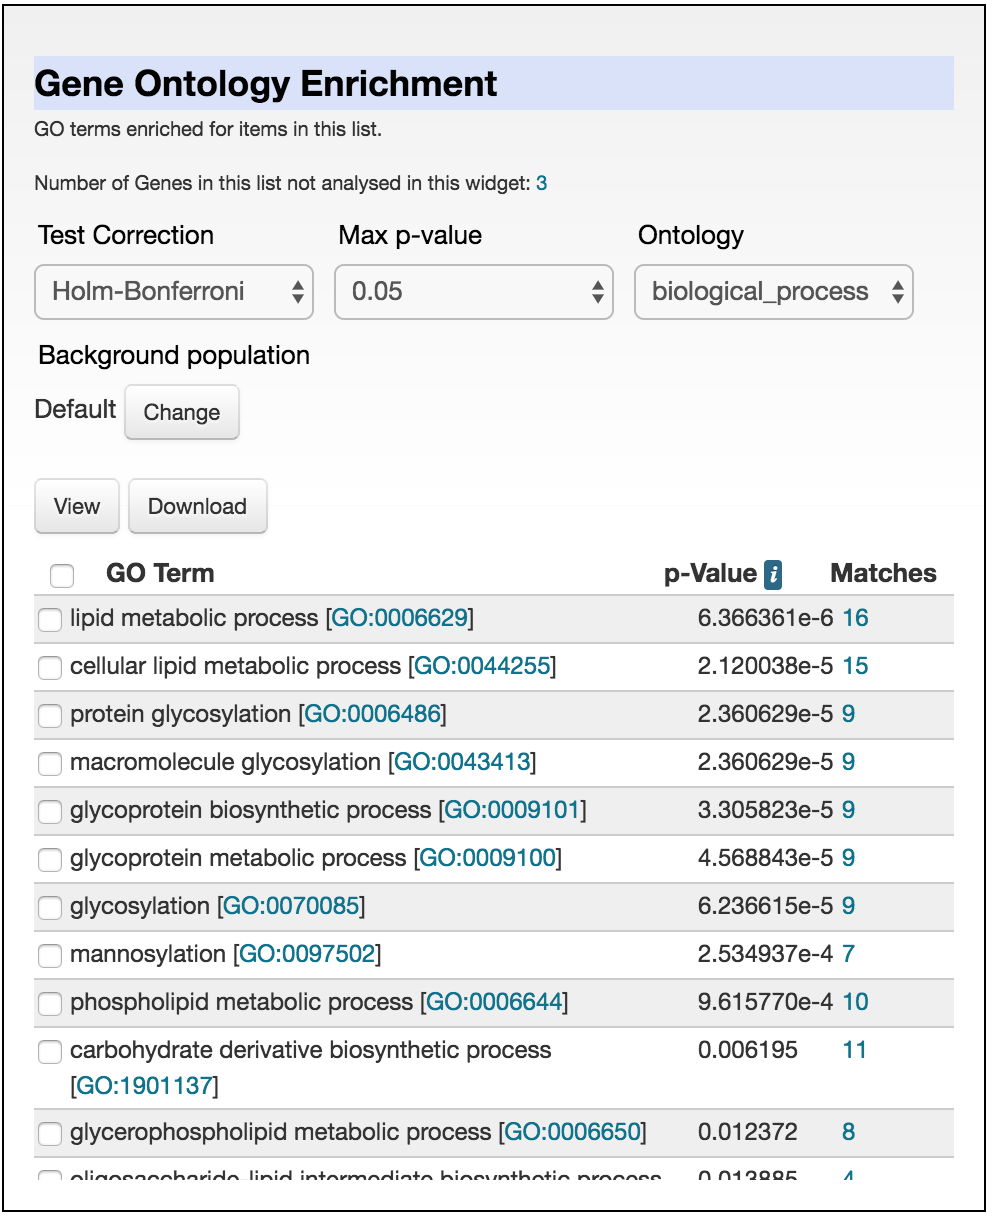 Gene Ontology Enrichment
GO terms enriched for items in this list.
Number of Genes in this list not analysed in this widget: 3
Test Correction Max p-value Ontology
Holm-Bonferroni 0.05 biological_process
Background population
Default Change
View Download
GO Term p-Value i Matches
lipid metabolic process [GO:0006629] 6.366361e-6 16
cellular lipid metabolic process [GO:0044255] 2.120038e-5 15
protein glycosylation [GO:0006486] 2.360629e-5 9
macromolecule glycosylation [GO:0043413] 2.360629e-5 9
glycoprotein biosynthetic process [GO:0009101] 3.305823e-5 9
glycoprotein metabolic process [GO:0009100] 4.568843e-5 9
glycosylation [GO:0070085] 6.236615e-5 9
mannosylation [GO:0097502] 2.534937e-4 7
phospholipid metabolic process [GO:0006644] 9.615770e-4 10
carbohydrate derivative biosynthetic process 0.006195 11
[GO:1901137]
glycerophospholipid metabolic process [GO:0006650] 0.012372 8
oligosaccharide-lipid intermediate biosynthetic process 0.013885 4